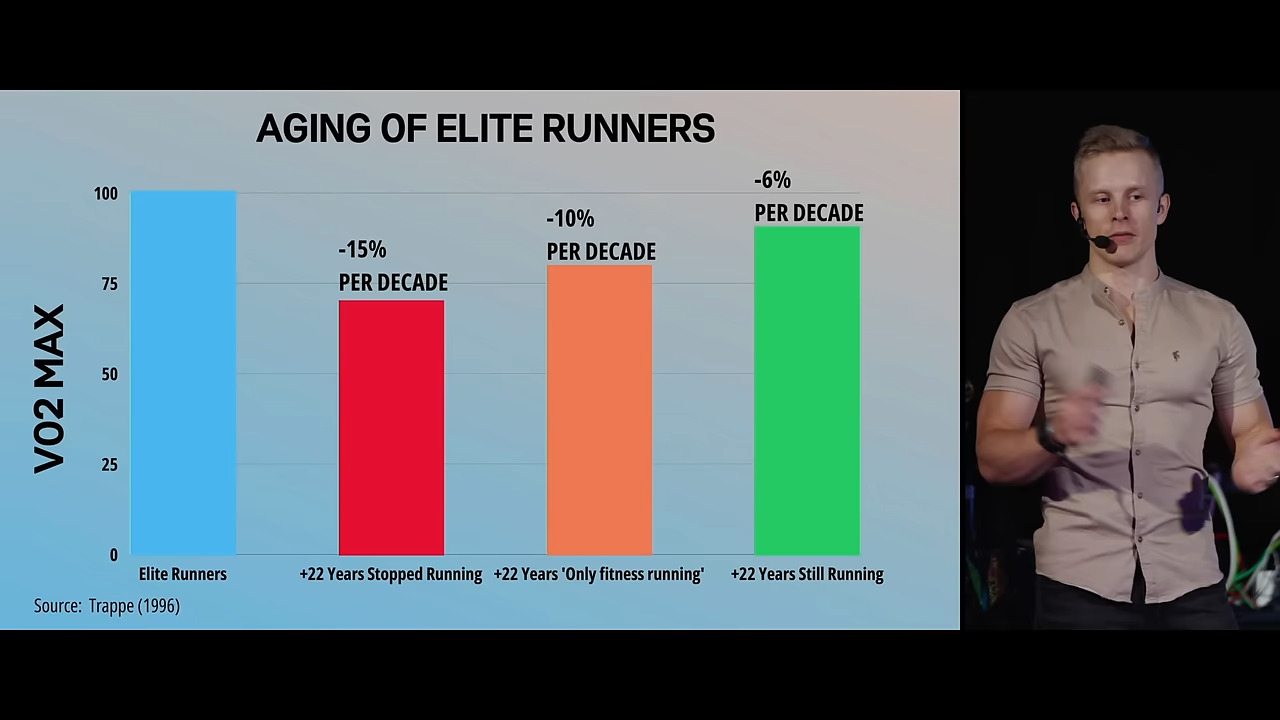 AGING OF ELITE RUNNERS
-6%
PER DECADE
-10%
PER DECADE
-15%
PER DECADE
100
75
50
25
0
VO2 MAX
Elite Runners
+22 Years Stopped Running
+22 Years 'Only fitness running'
+22 Years Still Running
Source: Trappe (1996)